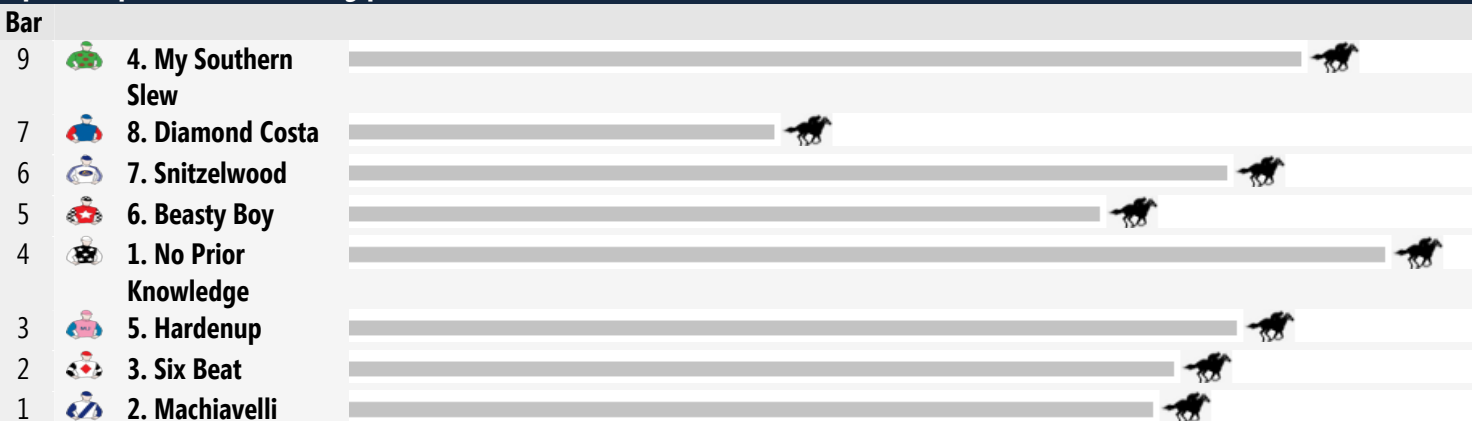 Bar
9 4. My Southern
Slew
7 8. Diamond Costa
6 7. Snitzelwood
5 6. Beasty Boy
4 1. No Prior
Knowledge
3 5. Hardenup
2 3. Six Beat
1 2. Machiavelli